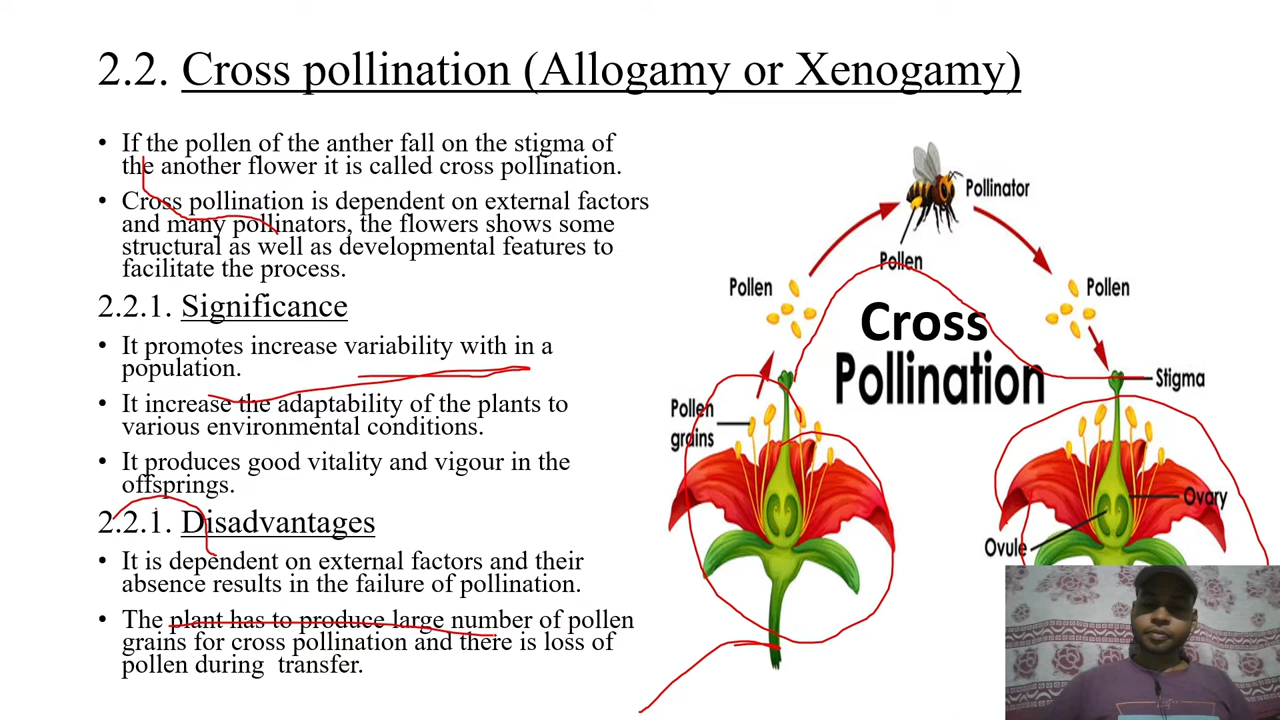 2.2. Cross pollination (Allogamy or Xenogamy)
• If the pollen of the anther fall on the stigma of
the another flower it is called cross pollination.
• Cross pollination is dependent on external factors
and many pollinators, the flowers shows some
structural as well as developmental features to
facilitate the process.
2.2.1. Significance
• It promotes increase variability with in a
population.
• It increase the adaptability of the plants to
various environmental conditions.
• It produces good vitality and vigour in the
offsprings.
2.2.1. Disadvantages
• It is dependent on external factors and their
absence results in the failure of pollination.
• The plant has to produce large number of pollen
grains for cross pollination and there is loss of
pollen during transfer.
Pollinator
Pollen
Pollen
Pollen
Cross
Pollination
Stigma
Pollen
grains
Ovary
Ovule